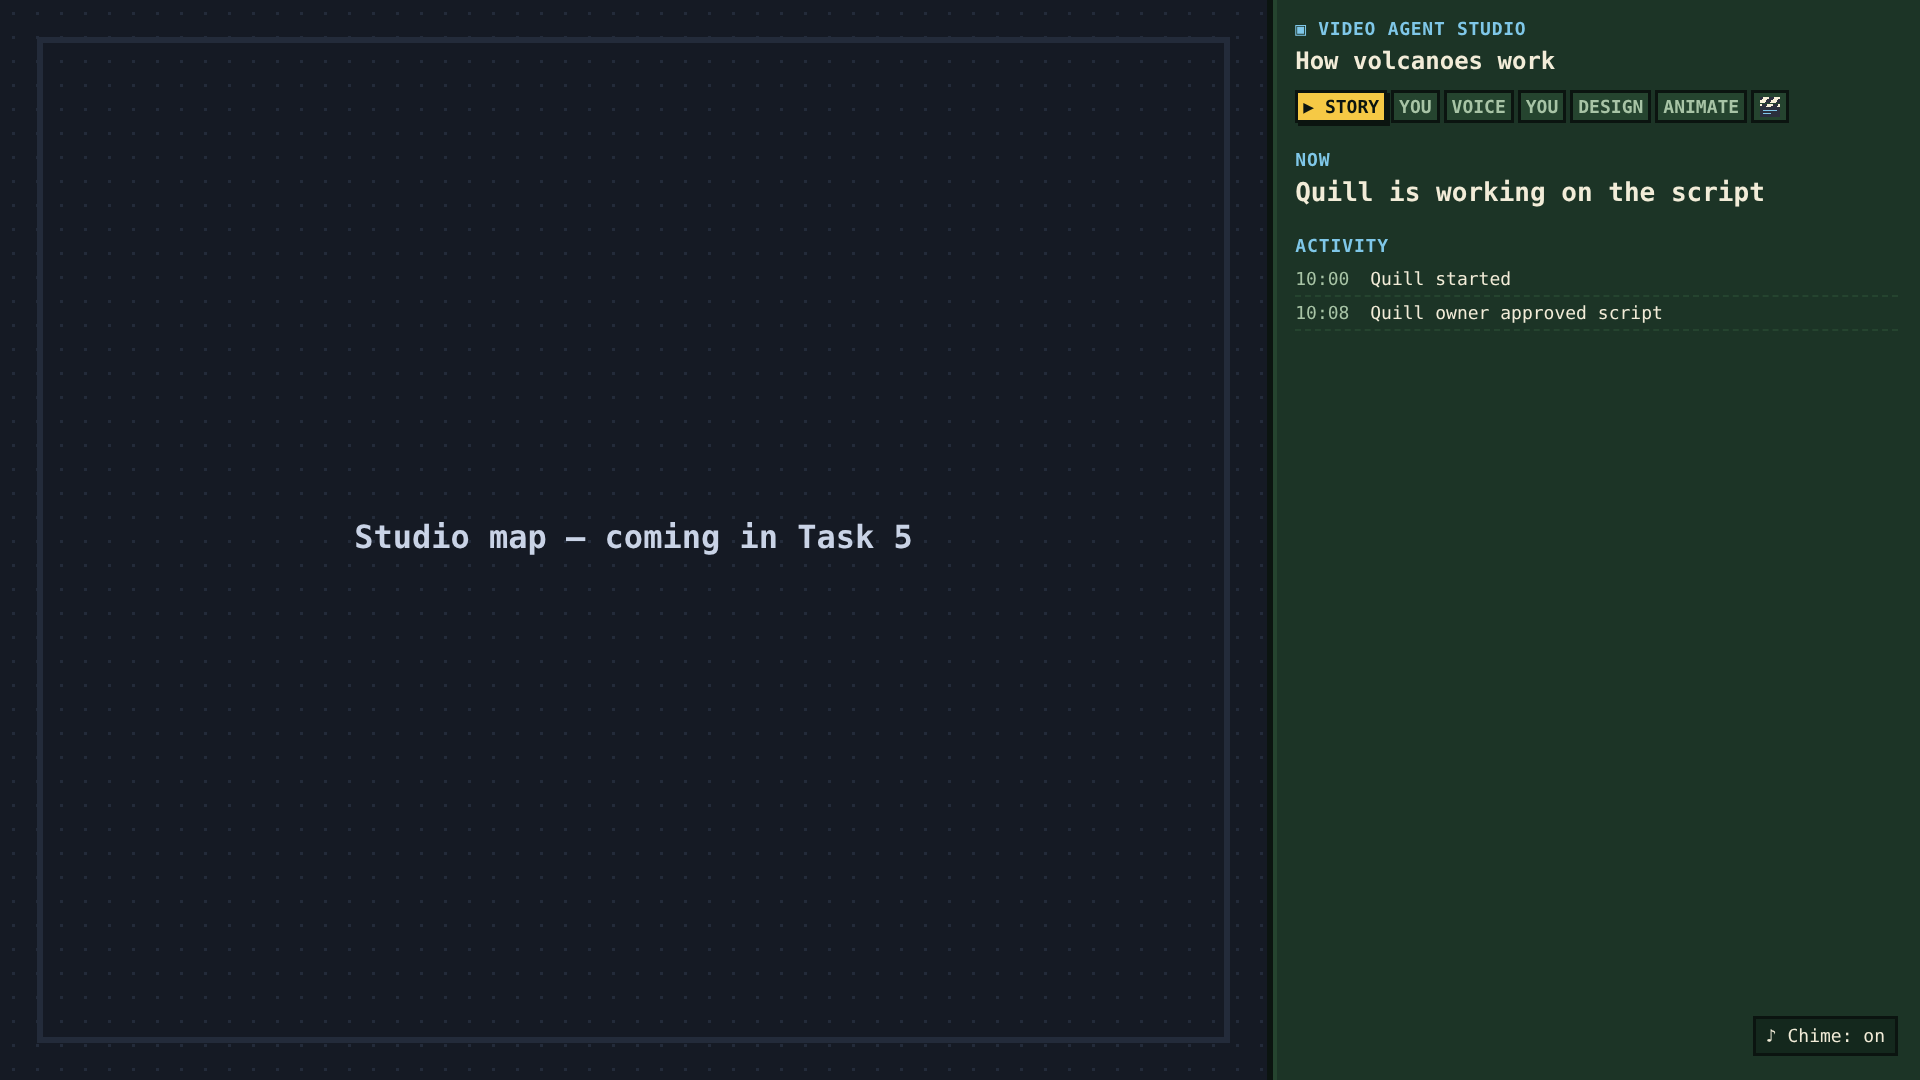 Studio map — coming in Task 5
▣ VIDEO AGENT STUDIO
How volcanoes work
▶ STORY YOU VOICE YOU DESIGN ANIMATE 🎬
NOW
Quill is working on the script
ACTIVITY
10:00 Quill started
10:08 Quill owner approved script
♪ Chime: on